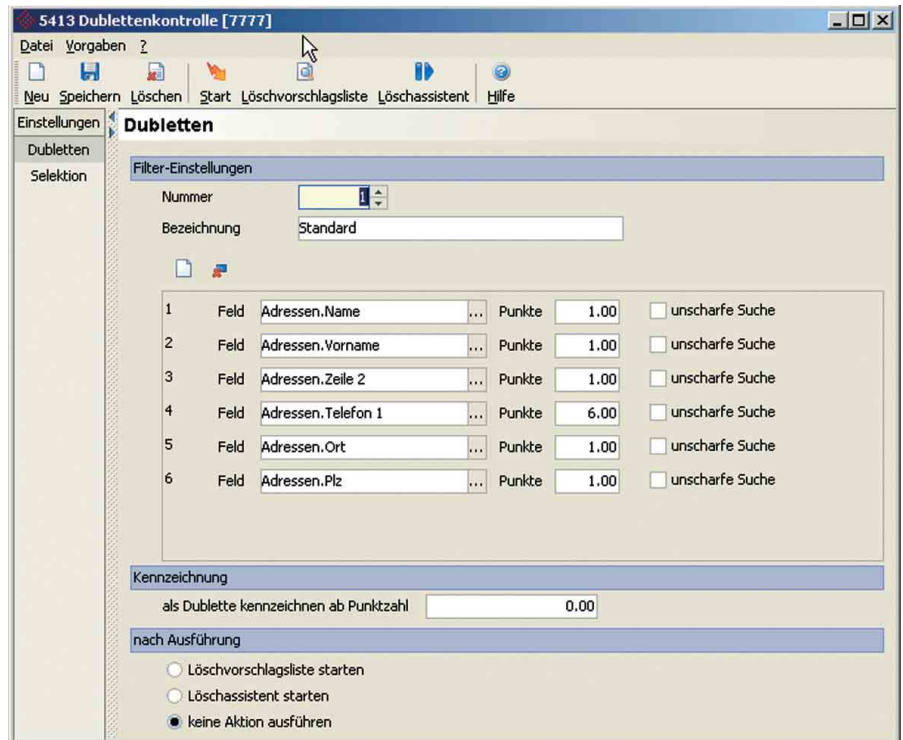 5413 Dublettenkontrolle [7777]
Datei Vorgaben ?
Neu Speichern Löschen Start Löschvorschlagsliste Löschassistent Hilfe
Einstellungen
Dubletten
Selektion
Dubletten
Filter-Einstellungen
Nummer 1
Bezeichnung Standard
1 Feld Adressen.Name ... Punkte 1.00 unscharfe Suche
2 Feld Adressen.Vorname ... Punkte 1.00 unscharfe Suche
3 Feld Adressen.Zeile 2 ... Punkte 1.00 unscharfe Suche
4 Feld Adressen.Telefon 1 ... Punkte 6.00 unscharfe Suche
5 Feld Adressen.Ort ... Punkte 1.00 unscharfe Suche
6 Feld Adressen.Plz ... Punkte 1.00 unscharfe Suche
Kennzeichnung
als Dublette kennzeichnen ab Punktzahl 0.00
nach Ausführung
Löschvorschlagsliste starten
Löschassistent starten
keine Aktion ausführen